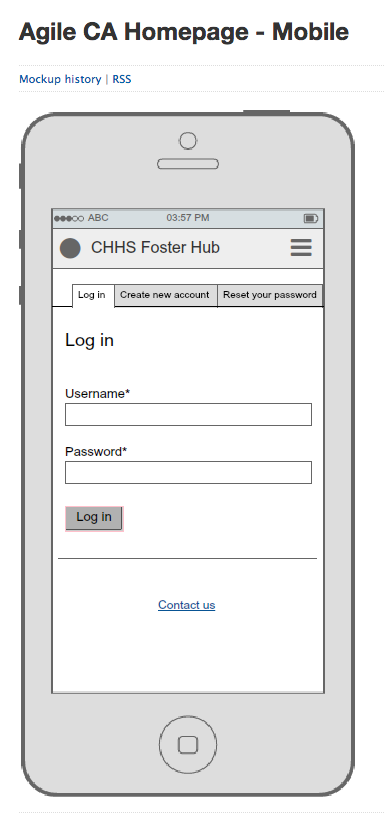 Agile CA Homepage - Mobile
Mockup history | RSS
ABC 03:57 PM
CHHS Foster Hub
Log in Create new account Reset your password
Log in
Username*
Password*
Log in
Contact us